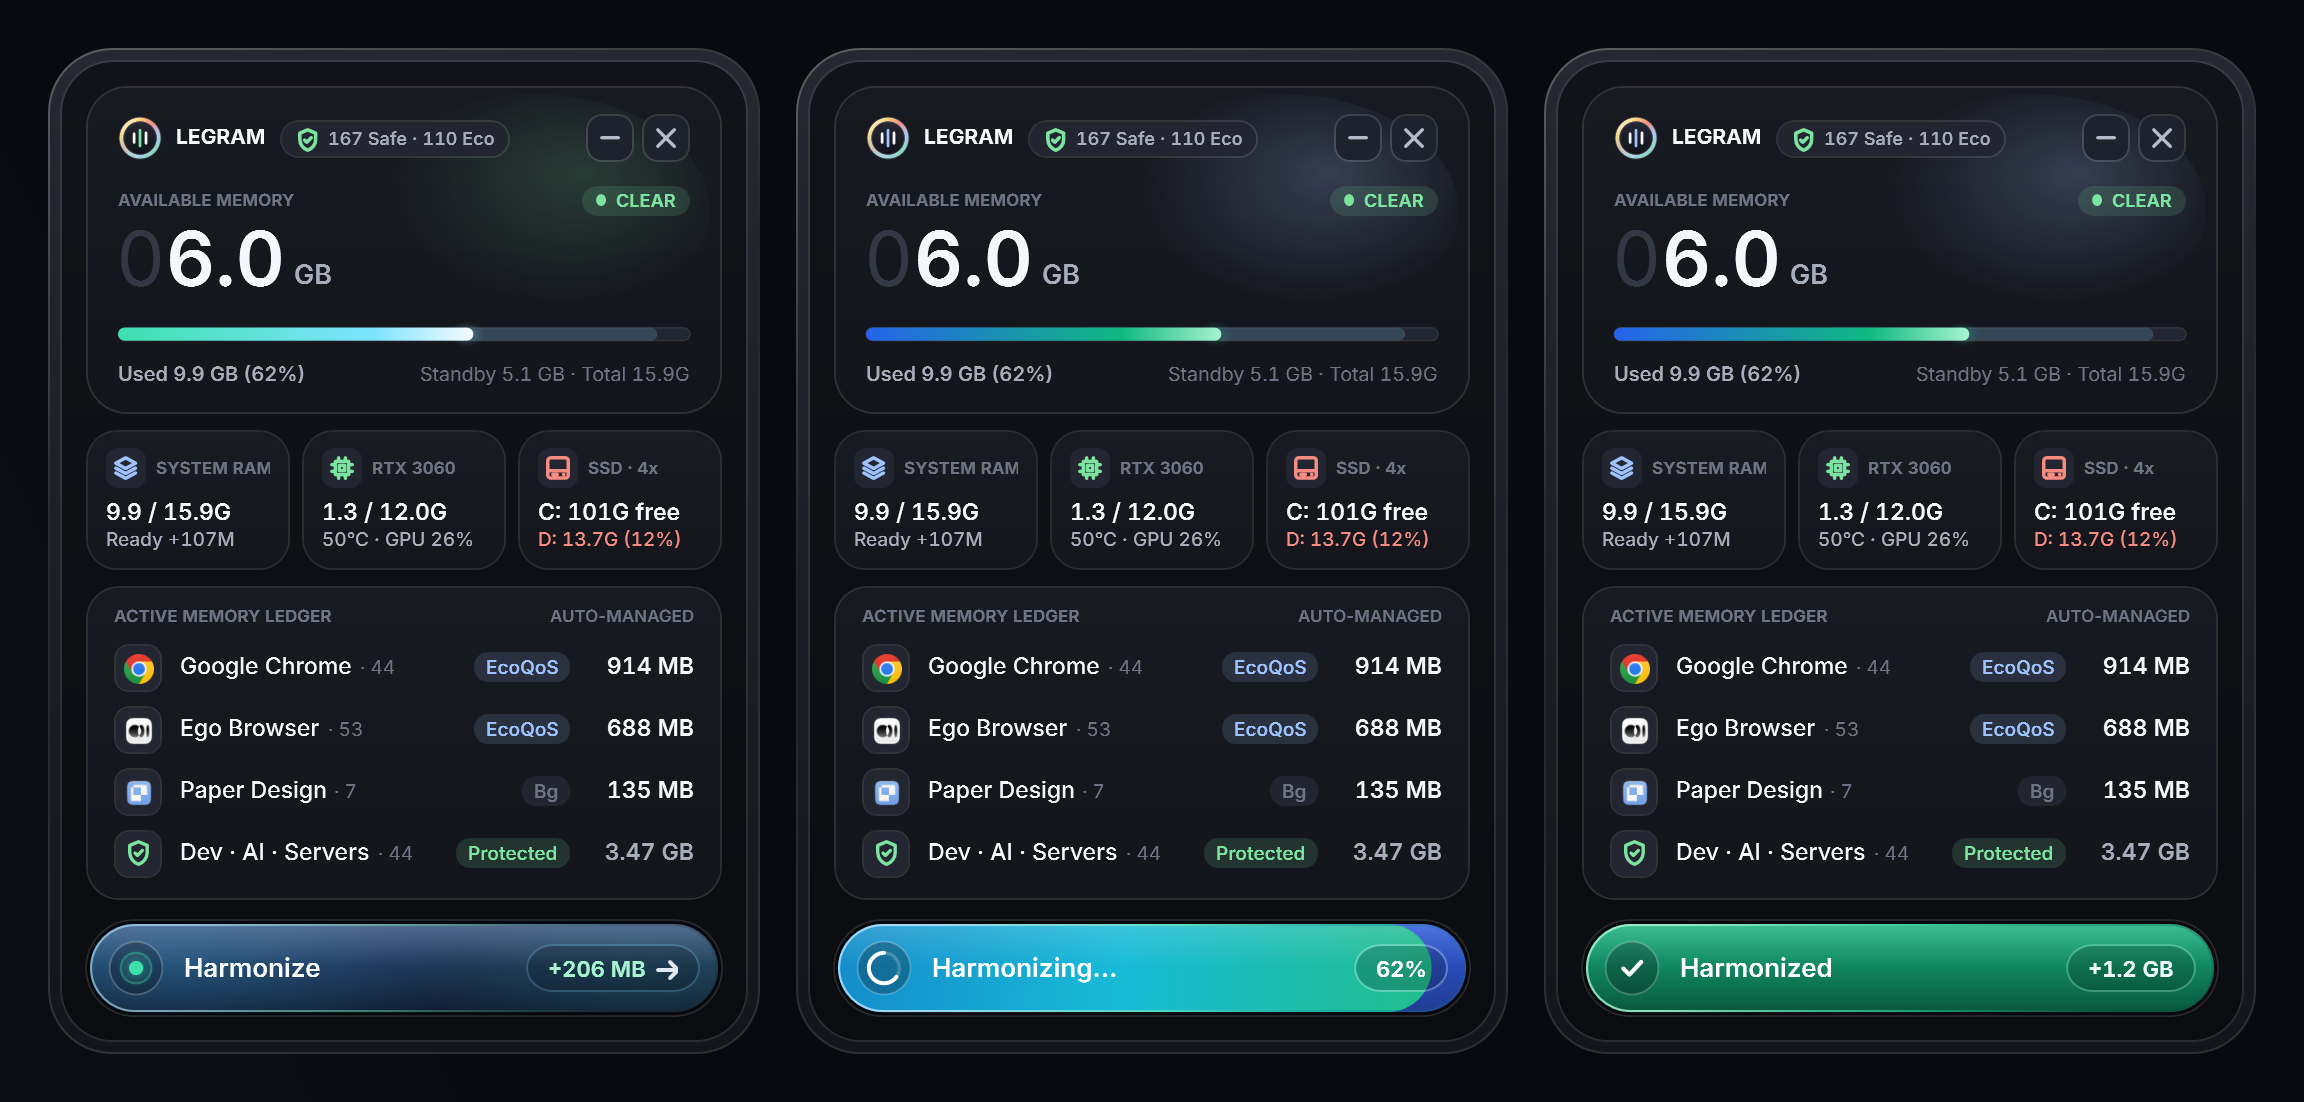 LEGRAM 167 Safe · 110 Eco
AVAILABLE MEMORY CLEAR
06.0 GB
Used 9.9 GB (62%) Standby 5.1 GB · Total 15.9G
SYSTEM RAM RTX 3060 SSD · 4x
9.9 / 15.9G 1.3 / 12.0G C: 101G free
Ready +107M 50°C · GPU 26% D: 13.7G (12%)
ACTIVE MEMORY LEDGER AUTO-MANAGED
Google Chrome · 44 EcoQoS 914 MB
Ego Browser · 53 EcoQoS 688 MB
Paper Design · 7 Bg 135 MB
Dev · AI · Servers · 44 Protected 3.47 GB
Harmonize +206 MB →
LEGRAM 167 Safe · 110 Eco
AVAILABLE MEMORY CLEAR
06.0 GB
Used 9.9 GB (62%) Standby 5.1 GB · Total 15.9G
SYSTEM RAM RTX 3060 SSD · 4x
9.9 / 15.9G 1.3 / 12.0G C: 101G free
Ready +107M 50°C · GPU 26% D: 13.7G (12%)
ACTIVE MEMORY LEDGER AUTO-MANAGED
Google Chrome · 44 EcoQoS 914 MB
Ego Browser · 53 EcoQoS 688 MB
Paper Design · 7 Bg 135 MB
Dev · AI · Servers · 44 Protected 3.47 GB
Harmonizing... 62%
LEGRAM 167 Safe · 110 Eco
AVAILABLE MEMORY CLEAR
06.0 GB
Used 9.9 GB (62%) Standby 5.1 GB · Total 15.9G
SYSTEM RAM RTX 3060 SSD · 4x
9.9 / 15.9G 1.3 / 12.0G C: 101G free
Ready +107M 50°C · GPU 26% D: 13.7G (12%)
ACTIVE MEMORY LEDGER AUTO-MANAGED
Google Chrome · 44 EcoQoS 914 MB
Ego Browser · 53 EcoQoS 688 MB
Paper Design · 7 Bg 135 MB
Dev · AI · Servers · 44 Protected 3.47 GB
Harmonized +1.2 GB